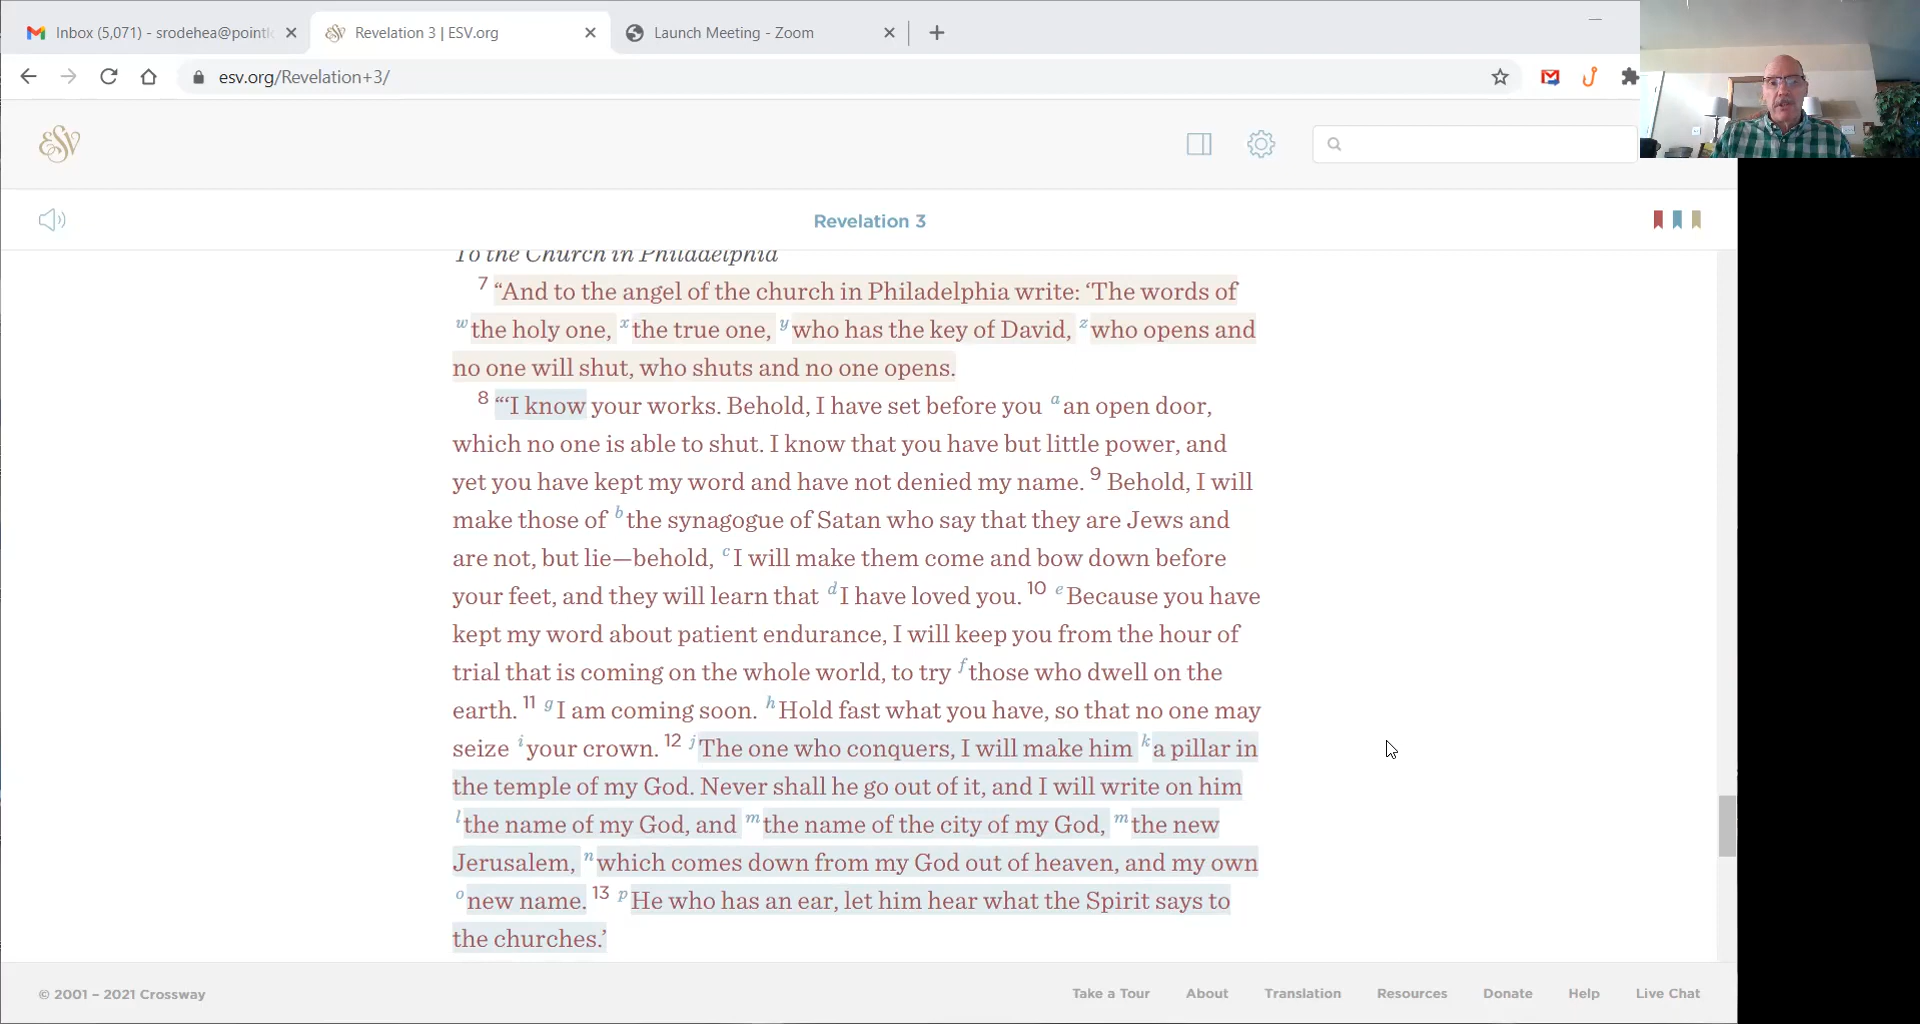 Inbox (5,071) - srodehea@pointl
Revelation 3 | ESV.org
Launch Meeting - Zoom
esv.org/Revelation+3/
ESV
Revelation 3
To the Church in Philadelphia
7 “And to the angel of the church in Philadelphia write: ‘The words of
w the holy one, x the true one, y who has the key of David, z who opens and
no one will shut, who shuts and no one opens.
8 “‘I know your works. Behold, I have set before you a an open door,
which no one is able to shut. I know that you have but little power, and
yet you have kept my word and have not denied my name. 9 Behold, I will
make those of b the synagogue of Satan who say that they are Jews and
are not, but lie—behold, c I will make them come and bow down before
your feet, and they will learn that d I have loved you. 10 e Because you have
kept my word about patient endurance, I will keep you from the hour of
trial that is coming on the whole world, to try f those who dwell on the
earth. 11 g I am coming soon. h Hold fast what you have, so that no one may
seize i your crown. 12 j The one who conquers, I will make him k a pillar in
the temple of my God. Never shall he go out of it, and I will write on him
l the name of my God, and m the name of the city of my God, m the new
Jerusalem, n which comes down from my God out of heaven, and my own
o new name. 13 p He who has an ear, let him hear what the Spirit says to
the churches.’
© 2001 – 2021 Crossway
Take a Tour
About
Translation
Resources
Donate
Help
Live Chat